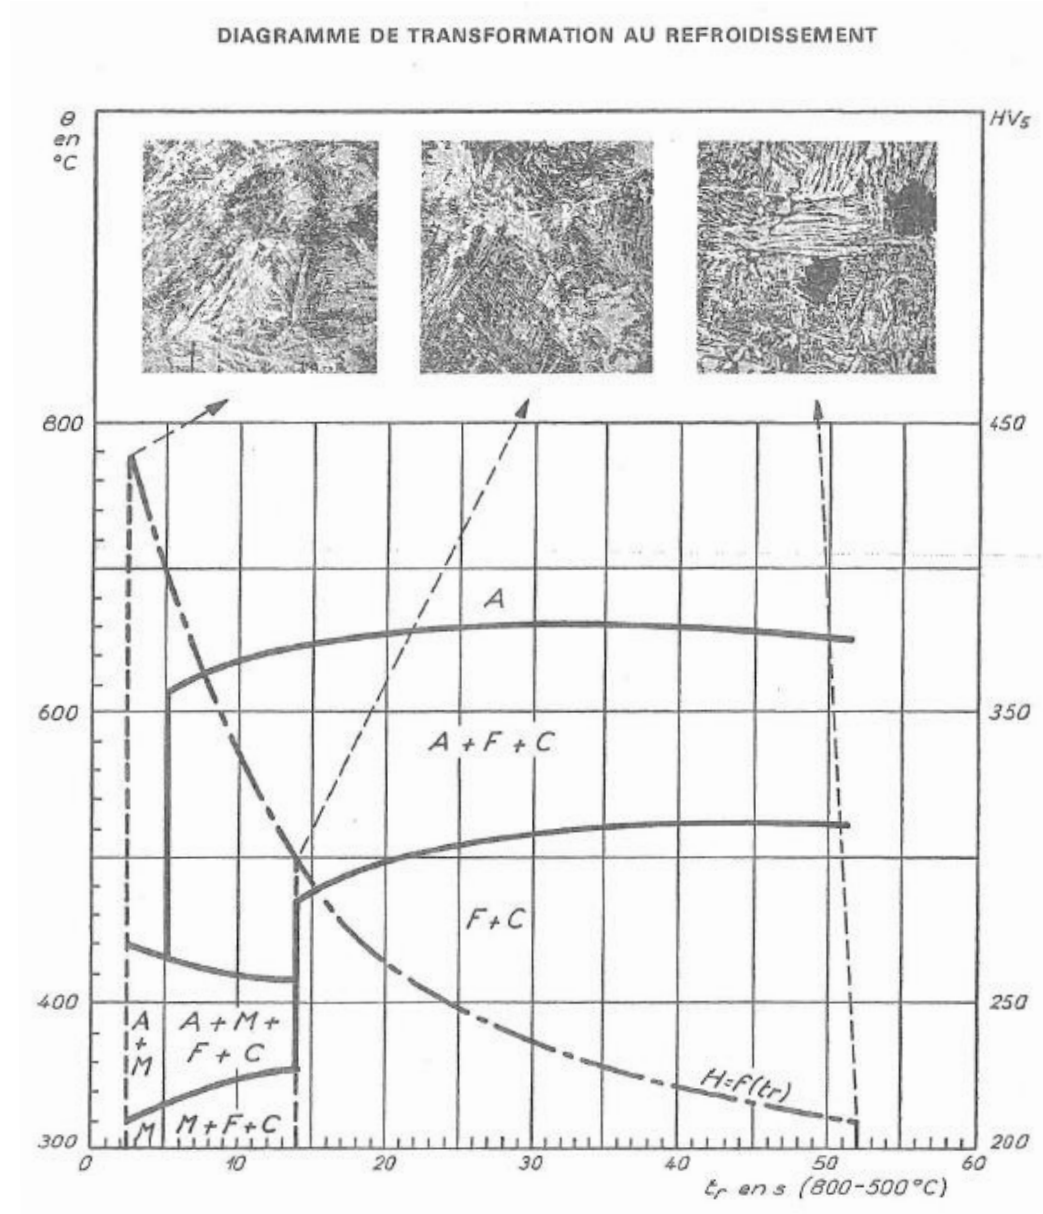 DIAGRAMME DE TRANSFORMATION AU REFROIDISSEMENT
θ
en
°C
HV5
800
450
A
600
350
A + F + C
F + C
400
250
A
+
M
A + M +
F + C
H=f(tr)
M
M + F + C
300
200
0
10
20
30
40
50
60
tr en s (800-500°C)